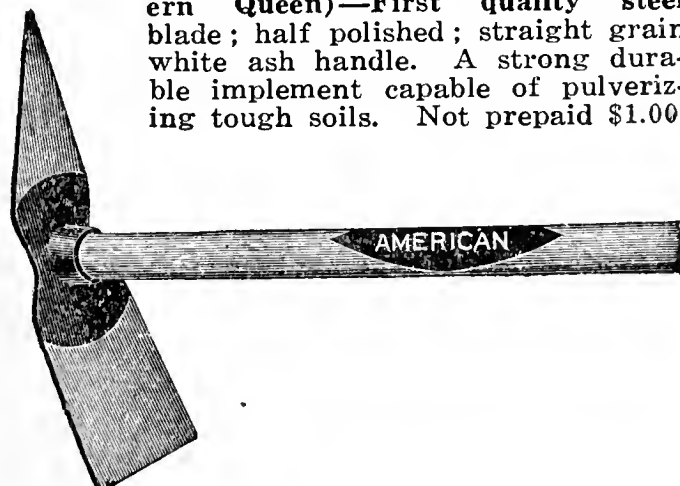 ern Queen)—First quality steel
blade; half polished; straight grain
white ash handle. A strong dura-
ble implement capable of pulveriz-
ing tough soils. Not prepaid $1.00
AMERICAN